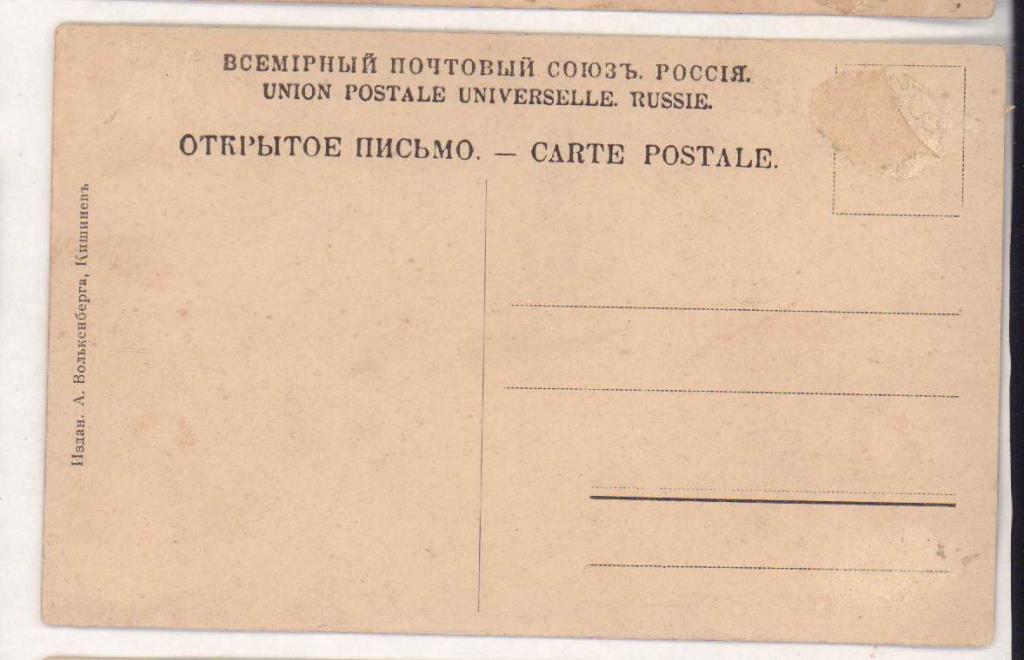 ВСЕМІРНЫЙ ПОЧТОВЫЙ СОЮЗЪ. РОССІЯ.
UNION POSTALE UNIVERSELLE. RUSSIE.
ОТКРЫТОЕ ПИСЬМО. — CARTE POSTALE.
Издан. А. Волькенберга, Кишиневъ